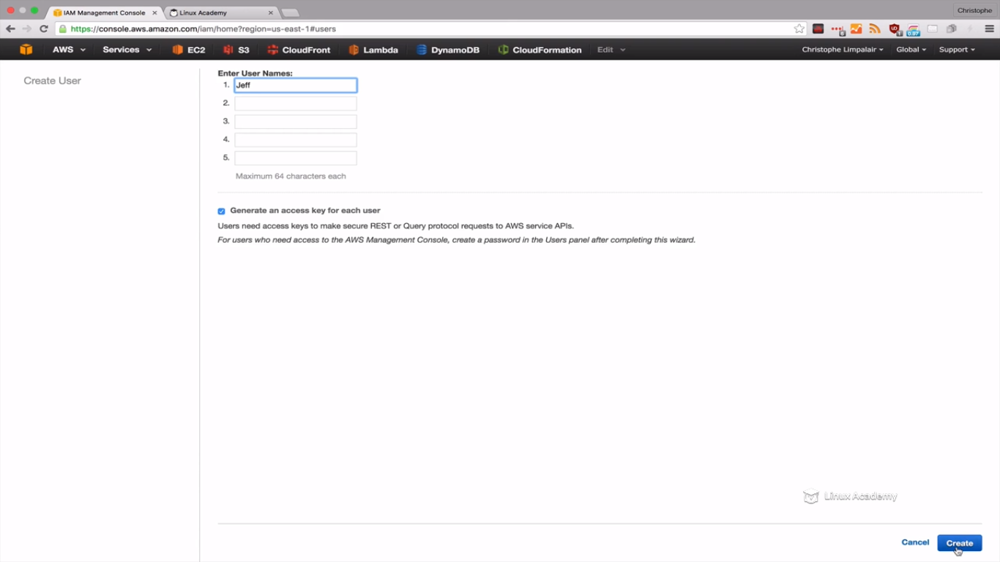 IAM Management Console
Linux Academy
Christophe
https://console.aws.amazon.com/iam/home?region=us-east-1#users
AWS Services EC2 S3 CloudFront Lambda DynamoDB CloudFormation Edit Christophe Limpalair Global Support
Create User
Enter User Names:
1. Jeff
2.
3.
4.
5.
Maximum 64 characters each
Generate an access key for each user
Users need access keys to make secure REST or Query protocol requests to AWS service APIs.
For users who need access to the AWS Management Console, create a password in the Users panel after completing this wizard.
Linux Academy
Cancel Create